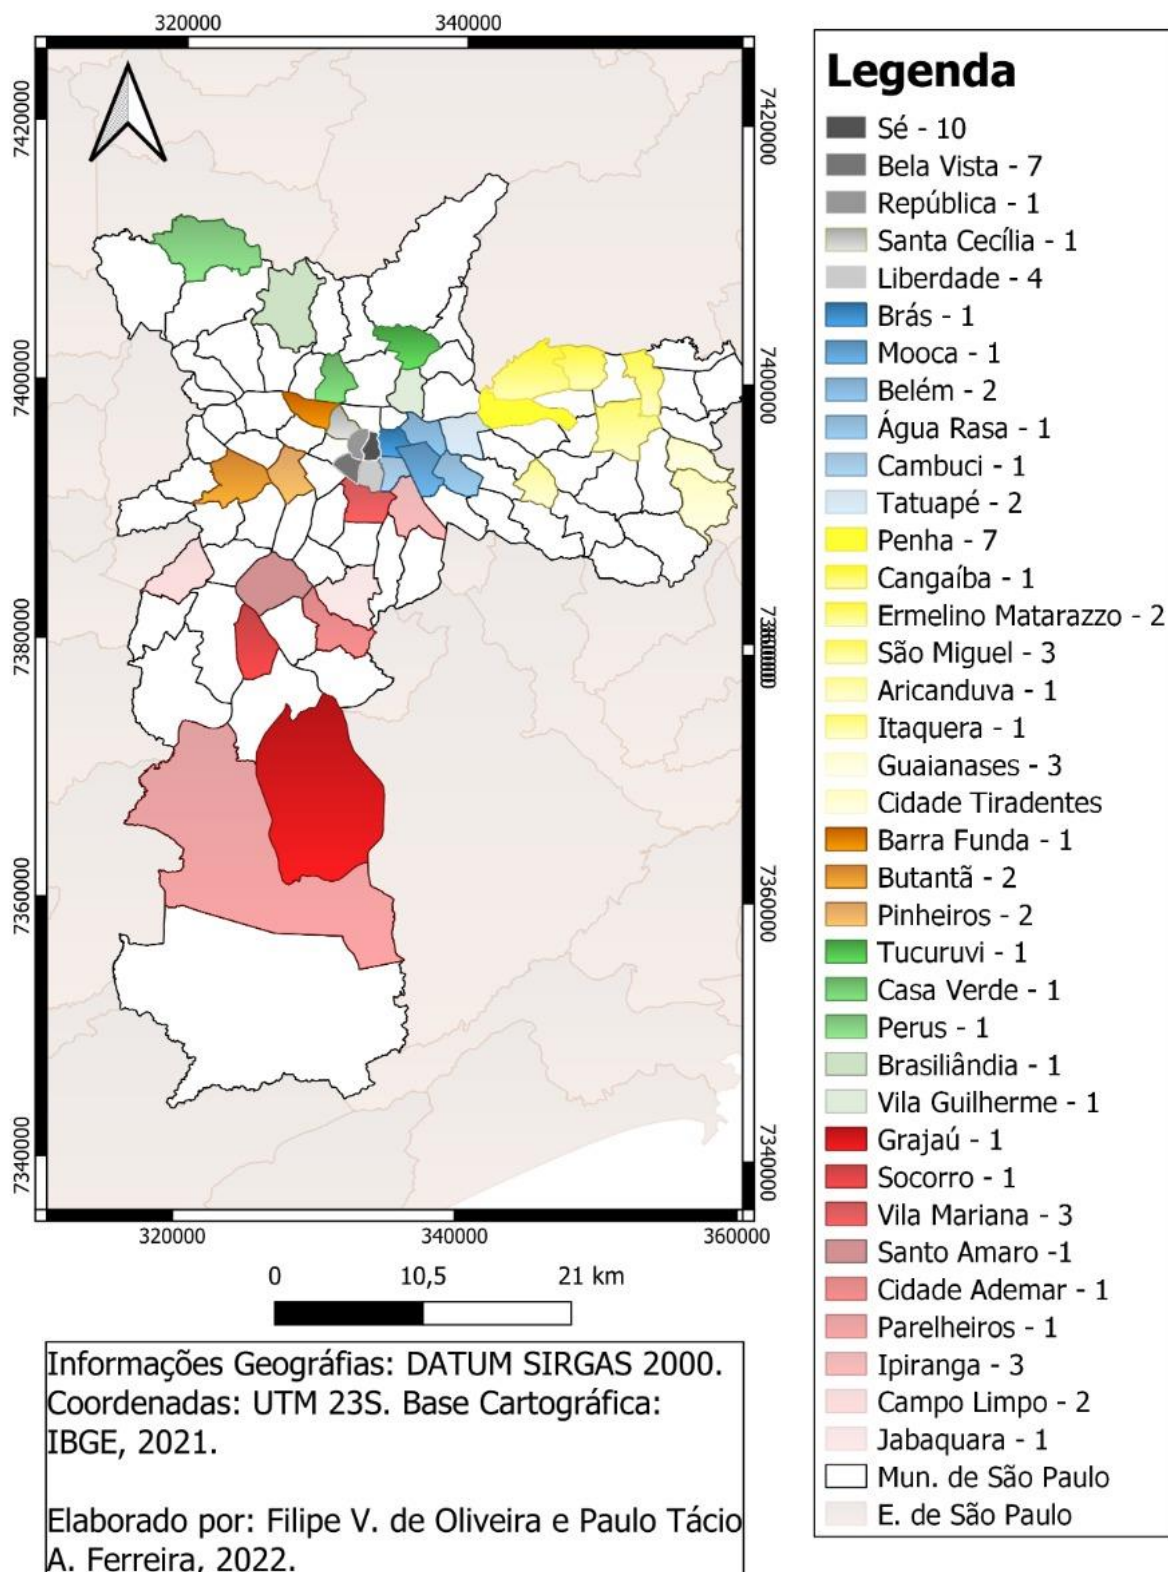 320000
340000
7420000
7400000
7380000
7360000
7340000
7420000
7400000
7360000
7340000
320000
340000
360000
0
10,5
21 km
Informações Geográfias: DATUM SIRGAS 2000.
Coordenadas: UTM 23S. Base Cartográfica:
IBGE, 2021.
Elaborado por: Filipe V. de Oliveira e Paulo Tácio
A. Ferreira, 2022.
Legenda
Sé - 10
Bela Vista - 7
República - 1
Santa Cecília - 1
Liberdade - 4
Brás - 1
Mooca - 1
Belém - 2
Água Rasa - 1
Cambuci - 1
Tatuapé - 2
Penha - 7
Cangaíba - 1
Ermelino Matarazzo - 2
São Miguel - 3
Aricanduva - 1
Itaquera - 1
Guaianases - 3
Cidade Tiradentes
Barra Funda - 1
Butantã - 2
Pinheiros - 2
Tucuruvi - 1
Casa Verde - 1
Perus - 1
Brasiliândia - 1
Vila Guilherme - 1
Grajaú - 1
Socorro - 1
Vila Mariana - 3
Santo Amaro -1
Cidade Ademar - 1
Parelheiros - 1
Ipiranga - 3
Campo Limpo - 2
Jabaquara - 1
Mun. de São Paulo
E. de São Paulo